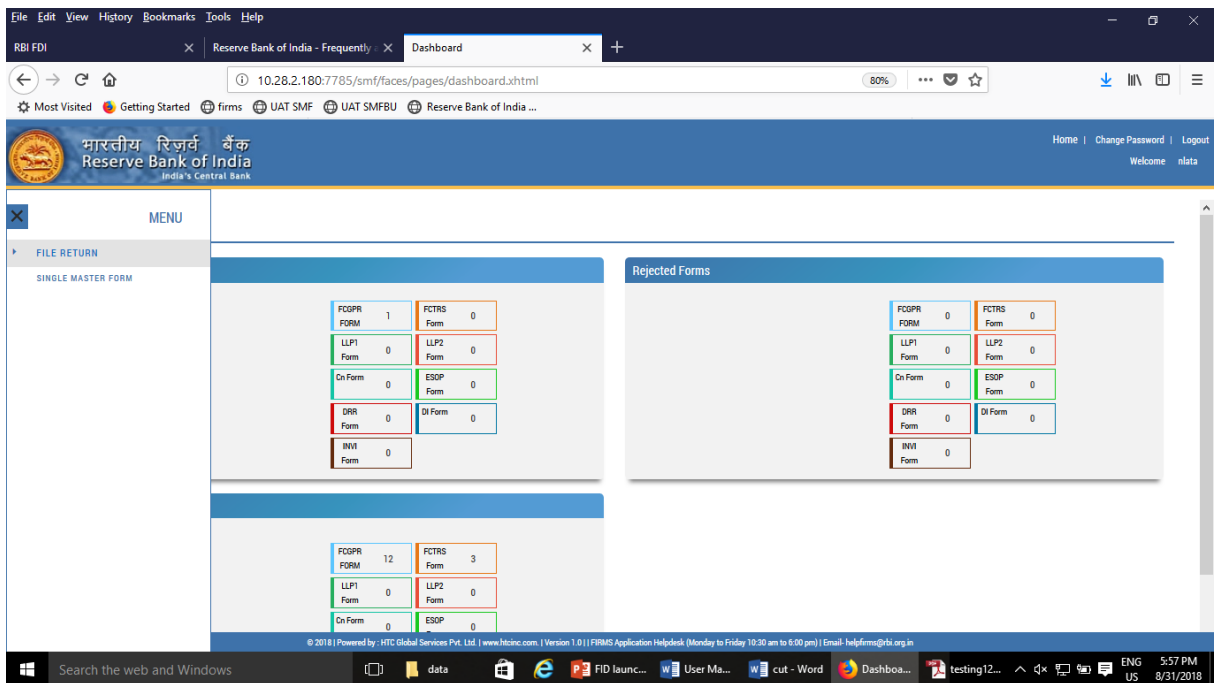 File Edit View History Bookmarks Tools Help
RBI FDI
Reserve Bank of India - Frequently
Dashboard
10.28.2.180:7785/smf/faces/pages/dashboard.xhtml
80%
Most Visited Getting Started firms UAT SMF UAT SMFBU Reserve Bank of India ...
भारतीय रिज़र्व बैंक
Reserve Bank of India
India's Central Bank
Home | Change Password | Logout
Welcome nlata
MENU
FILE RETURN
SINGLE MASTER FORM
FCGPR FORM 1
FCTRS Form 0
LLP1 Form 0
LLP2 Form 0
Cn Form 0
ESOP Form 0
DRR Form 0
DI Form 0
INVI Form 0
Rejected Forms
FCGPR FORM 0
FCTRS Form 0
LLP1 Form 0
LLP2 Form 0
Cn Form 0
ESOP Form 0
DRR Form 0
DI Form 0
INVI Form 0
FCGPR FORM 12
FCTRS Form 3
LLP1 Form 0
LLP2 Form 0
Cn Form 0
ESOP 0
© 2018 | Powered by : HTC Global Services Pvt. Ltd. | www.htcinc.com. | Version 1.0 | | FIRMS Application Helpdesk (Monday to Friday 10:30 am to 6:00 pm) | Email- helpfirms@rbi.org.in
Search the web and Windows
data
FID launc...
User Ma...
cut - Word
Dashboa...
testing12...
ENG
US
5:57 PM
8/31/2018